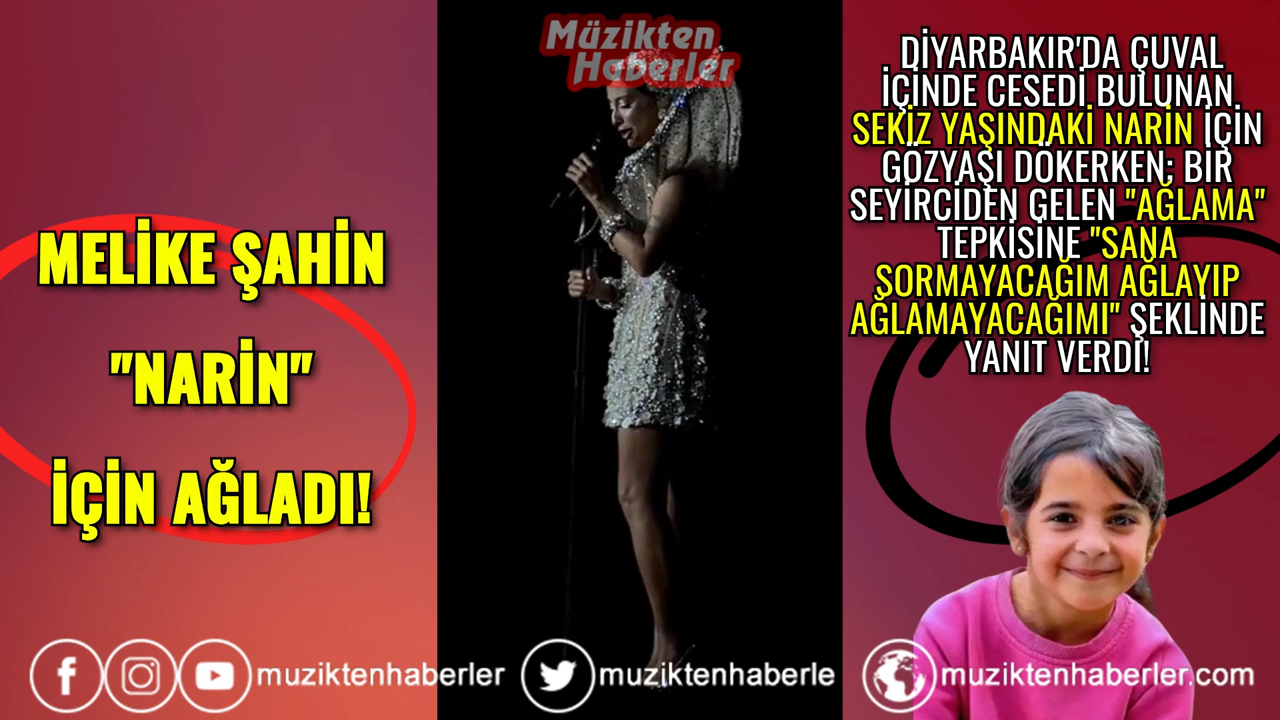 MELİKE ŞAHİN
"NARİN"
İÇİN AĞLADI!
Müzikten
Haberler
DİYARBAKIR'DA ÇUVAL
İÇİNDE CESEDİ BULUNAN
SEKİZ YAŞINDAKİ NARİN İÇİN
GÖZYAŞI DÖKERKEN; BİR
SEYİRCİDEN GELEN "AĞLAMA"
TEPKİSİNE "SANA
SORMAYACAĞIM AĞLAYIP
AĞLAMAYACAĞIMI" ŞEKLİNDE
YANIT VERDİ!
muziktenhaberler
muziktenhaberle
muziktenhaberler.com